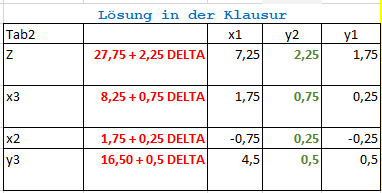 Lösung in der Klausur
Tab2 x1 y2 y1
Z 27,75 + 2,25 DELTA 7,25 2,25 1,75
x3 8,25 + 0,75 DELTA 1,75 0,75 0,25
x2 1,75 + 0,25 DELTA -0,75 0,25 -0,25
y3 16,50 + 0,5 DELTA 4,5 0,5 0,5